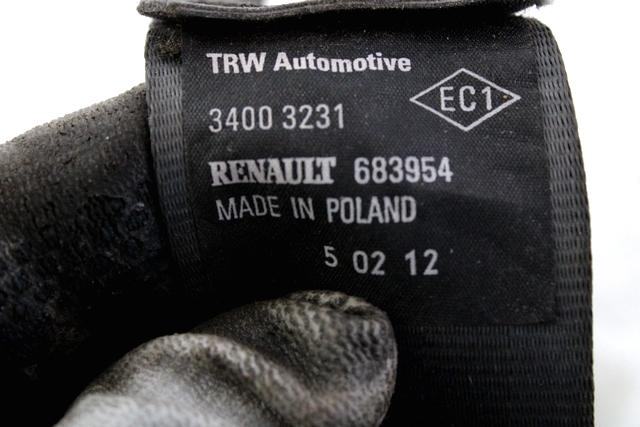 TRW Automotive
EC1
3400 3231
RENAULT 683954
MADE IN POLAND
5 02 12